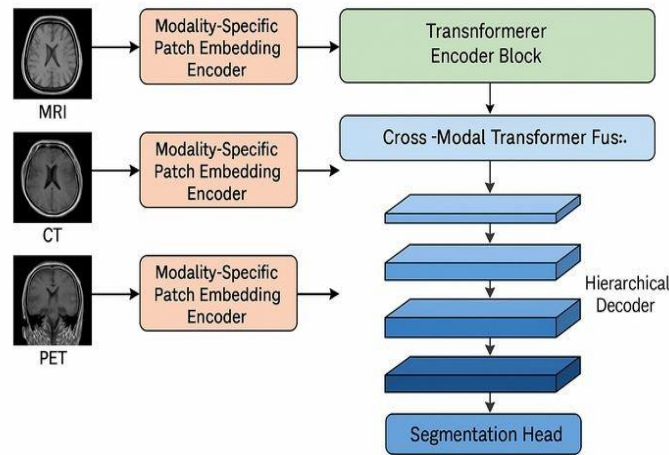 Modality-Specific
Patch Embedding
Encoder
Transnformerer
Encoder Block
MRI
Cross -Modal Transformer Fus:.
Modality-Specific
Patch Embedding
Encoder
CT
Modality-Specific
Patch Embedding
Encoder
Hierarchical
Decoder
PET
Segmentation Head